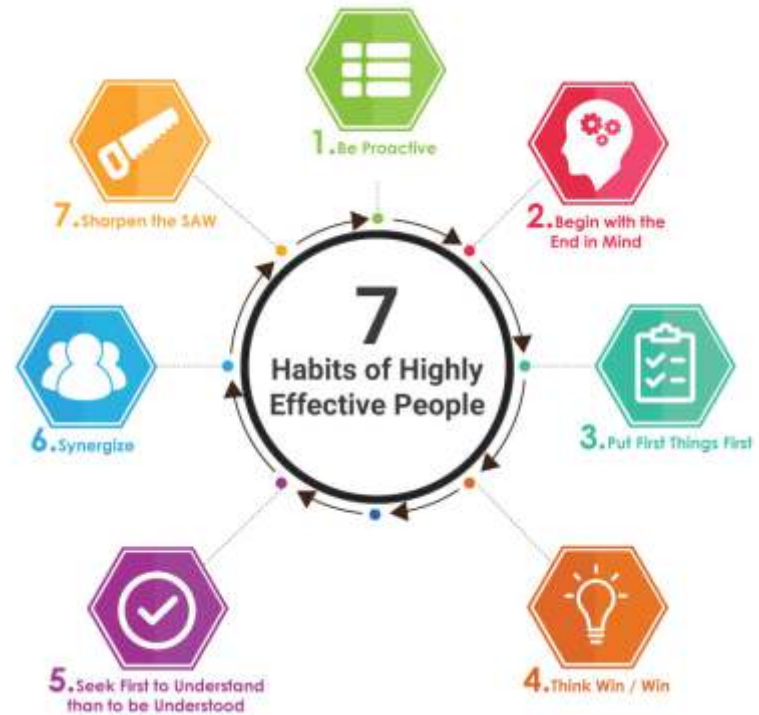 1.Be Proactive
2.Begin with the
End in Mind
3.Put First Things First
4.Think Win / Win
5.Seek First to Understand
than to be Understood
6.Synergize
7.Sharpen the SAW
7
Habits of Highly
Effective People